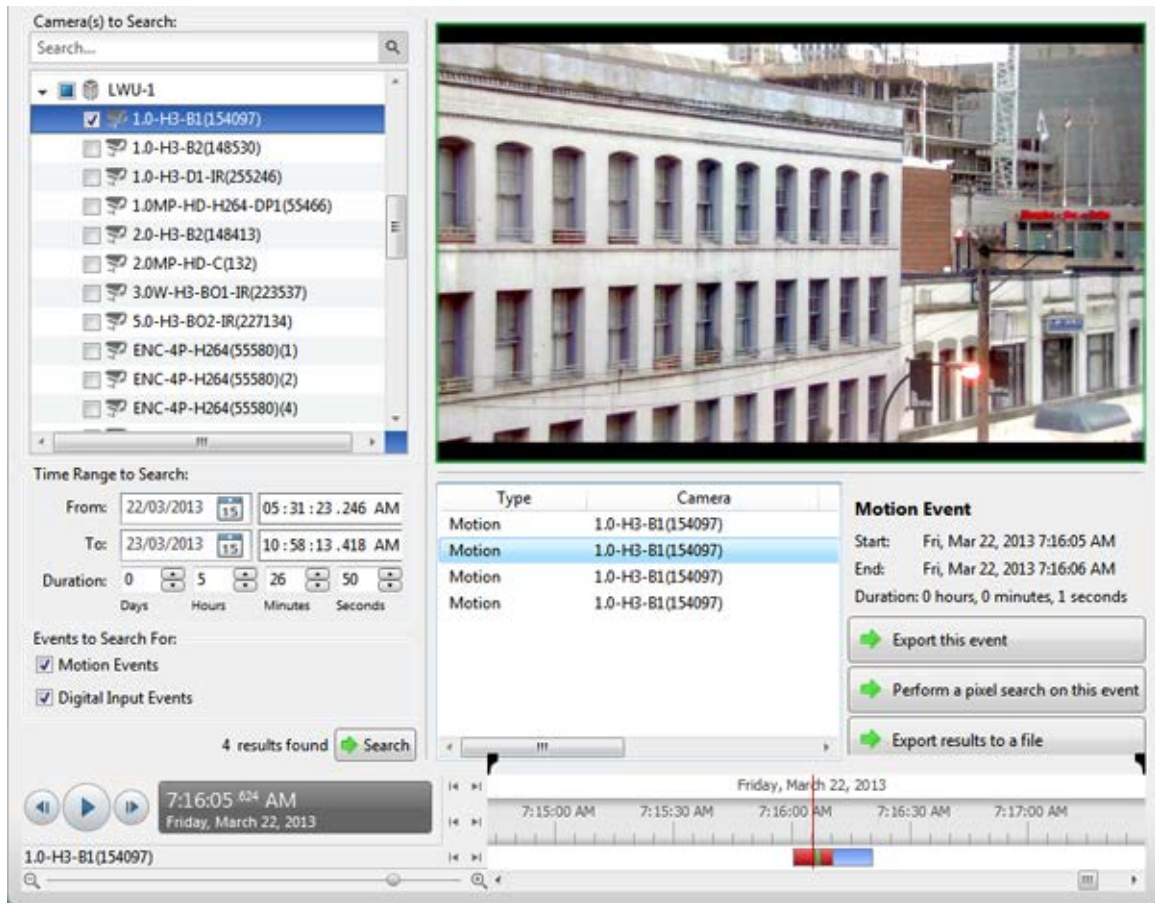 Camera(s) to Search:
Search...
LWU-1
1.0-H3-B1(154097)
1.0-H3-B2(148530)
1.0-H3-D1-IR(255246)
1.0MP-HD-H264-DP1(55466)
2.0-H3-B2(148413)
2.0MP-HD-C(132)
3.0W-H3-BO1-IR(223537)
5.0-H3-BO2-IR(227134)
ENC-4P-H264(55580)(1)
ENC-4P-H264(55580)(2)
ENC-4P-H264(55580)(4)
Time Range to Search:
From: 22/03/2013 15 05:31:23.246 AM
To: 23/03/2013 15 10:58:13.418 AM
Duration: 0 5 26 50
Days Hours Minutes Seconds
Events to Search For:
Motion Events
Digital Input Events
4 results found Search
Type Camera
Motion 1.0-H3-B1(154097)
Motion 1.0-H3-B1(154097)
Motion 1.0-H3-B1(154097)
Motion 1.0-H3-B1(154097)
Motion Event
Start: Fri, Mar 22, 2013 7:16:05 AM
End: Fri, Mar 22, 2013 7:16:06 AM
Duration: 0 hours, 0 minutes, 1 seconds
Export this event
Perform a pixel search on this event
Export results to a file
7:16:05 624 AM
Friday, March 22, 2013
Friday, March 22, 2013
7:15:00 AM 7:15:30 AM 7:16:00 AM 7:16:30 AM 7:17:00 AM
1.0-H3-B1(154097)